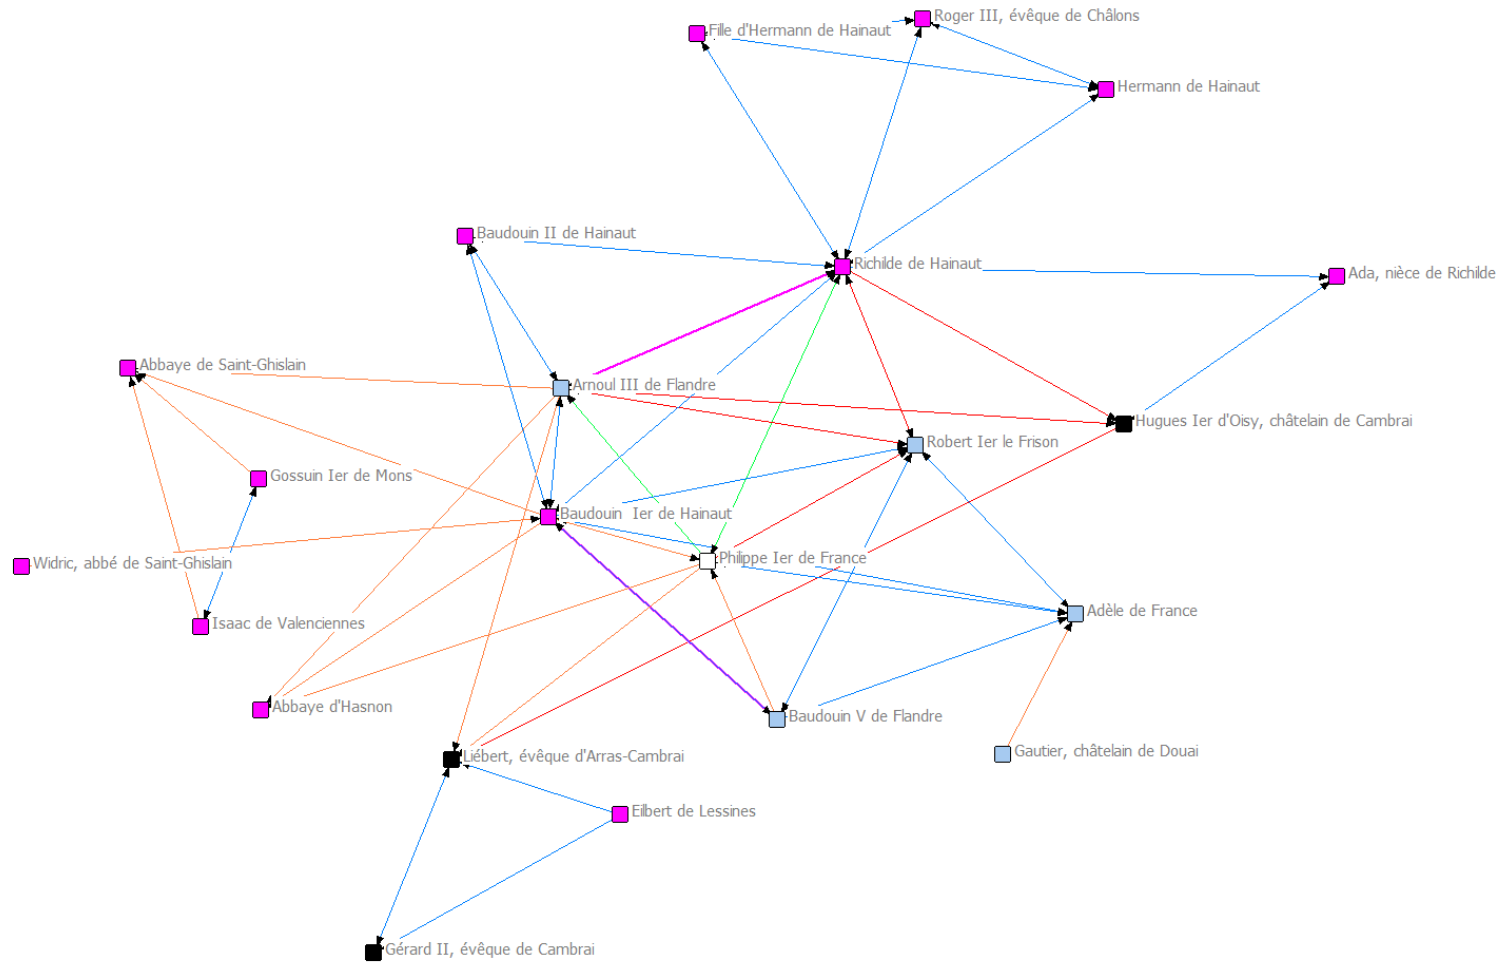 Roger III, évêque de Châlons
Fille d'Hermann de Hainaut
Hermann de Hainaut
Baudouin II de Hainaut
Richilde de Hainaut
Ada, nièce de Richilde
Abbaye de Saint-Ghislain
Arnoul III de Flandre
Hugues Ier d'Oisy, châtelain de Cambrai
Robert Ier le Frison
Gossuin Ier de Mons
Baudouin Ier de Hainaut
Philippe Ier de France
Widric, abbé de Saint-Ghislain
Adèle de France
Isaac de Valenciennes
Abbaye d'Hasnon
Baudouin V de Flandre
Gautier, châtelain de Douai
Liébert, évêque d'Arras-Cambrai
Eilbert de Lessines
Gérard II, évêque de Cambrai